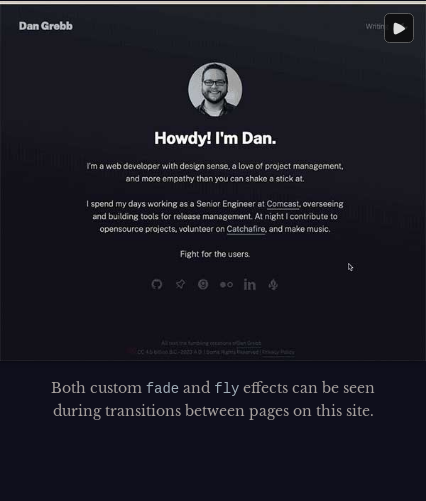 Dan Grebb
Writin
Howdy! I'm Dan.
I'm a web developer with design sense, a love of project management,
and more empathy than you can shake a stick at.
I spend my days working as a Senior Engineer at Comcast, overseeing
and building tools for release management. At night I contribute to
opensource projects, volunteer on Catchafire, and make music.
Fight for the users.
in
Both custom fade and fly effects can be seen
during transitions between pages on this site.